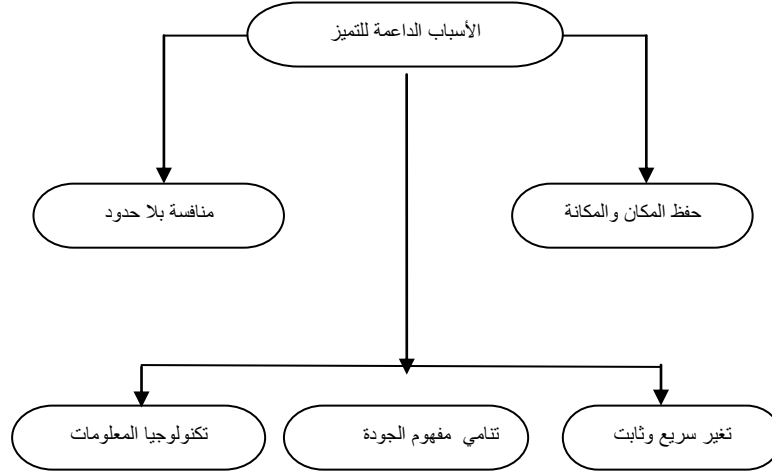 الأسباب الداعمة للتميز
حفظ المكان والمكانة
منافسة بلا حدود
تغير سريع وثابت
تنامي مفهوم الجودة
تكنولوجيا المعلومات